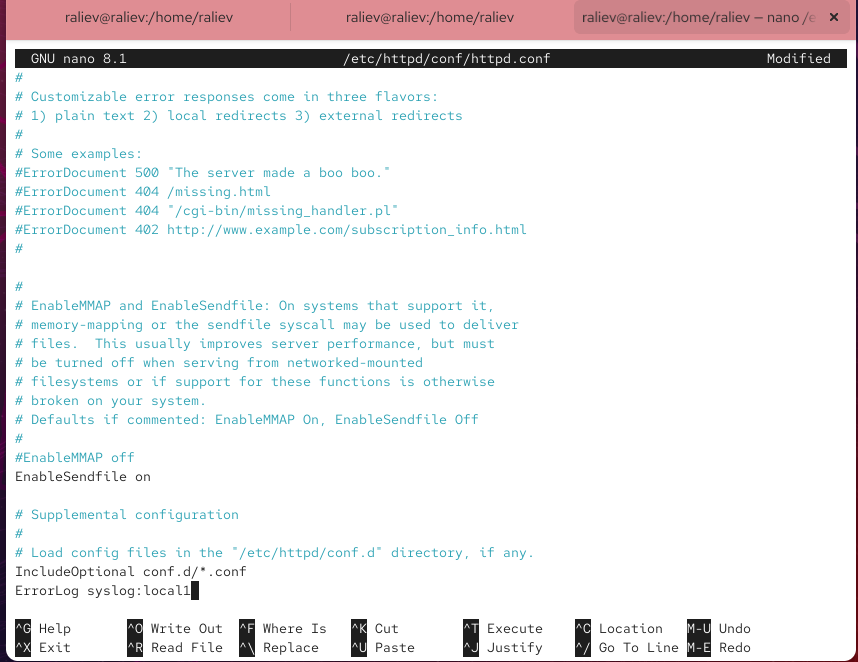 raliev@raliev:/home/raliev raliev@raliev:/home/raliev raliev@raliev:/home/raliev — nano /e ×
GNU nano 8.1 /etc/httpd/conf/httpd.conf Modified
#
# Customizable error responses come in three flavors:
# 1) plain text 2) local redirects 3) external redirects
#
# Some examples:
#ErrorDocument 500 "The server made a boo boo."
#ErrorDocument 404 /missing.html
#ErrorDocument 404 "/cgi-bin/missing_handler.pl"
#ErrorDocument 402 http://www.example.com/subscription_info.html
#
#
# EnableMMAP and EnableSendfile: On systems that support it,
# memory-mapping or the sendfile syscall may be used to deliver
# files.  This usually improves server performance, but must
# be turned off when serving from networked-mounted
# filesystems or if support for these functions is otherwise
# broken on your system.
# Defaults if commented: EnableMMAP On, EnableSendfile Off
#
#EnableMMAP off
EnableSendfile on
# Supplemental configuration
#
# Load config files in the "/etc/httpd/conf.d" directory, if any.
IncludeOptional conf.d/*.conf
ErrorLog syslog:local1
^G Help ^O Write Out ^F Where Is ^K Cut ^T Execute ^C Location M-U Undo
^X Exit ^R Read File ^\ Replace ^U Paste ^J Justify ^/ Go To Line M-E Redo